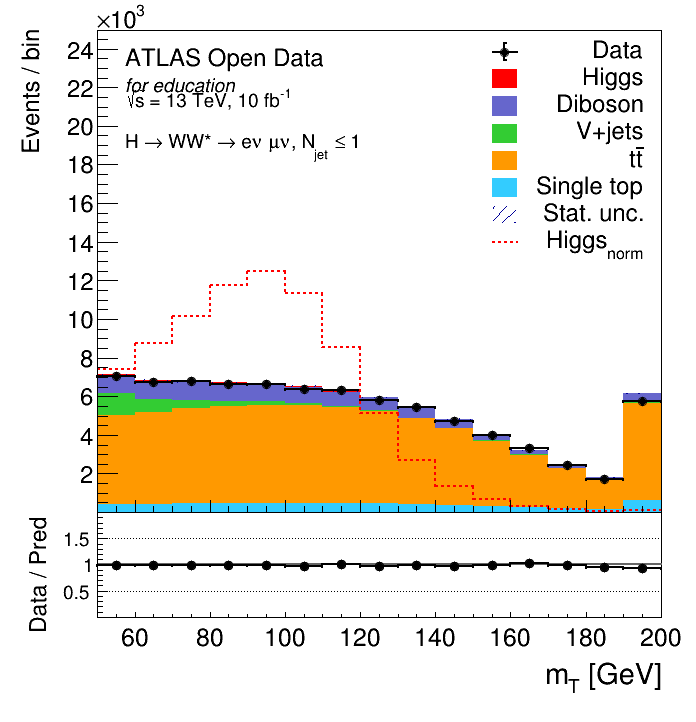 ×10³
Events / bin
24
22
20
18
16
14
12
10
8
6
4
2
ATLAS Open Data
for education
√s = 13 TeV, 10 fb⁻¹
H → WW* → eν μν, N_jet ≤ 1
Data
Higgs
Diboson
V+jets
tt̄
Single top
Stat. unc.
Higgs_norm
Data / Pred
1.5
1
0.5
60 80 100 120 140 160 180 200
m_T [GeV]